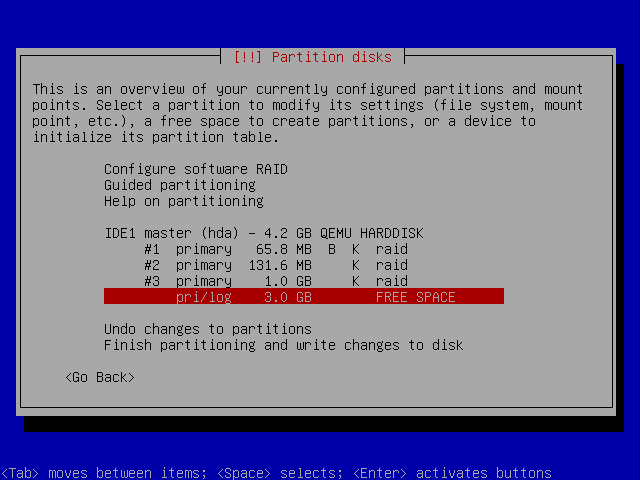 [!!] Partition disks
This is an overview of your currently configured partitions and mount
points. Select a partition to modify its settings (file system, mount
point, etc.), a free space to create partitions, or a device to
initialize its partition table.
Configure software RAID
Guided partitioning
Help on partitioning
IDE1 master (hda) - 4.2 GB QEMU HARDDISK
#1 primary 65.8 MB B K raid
#2 primary 131.6 MB K raid
#3 primary 1.0 GB K raid
pri/log 3.0 GB FREE SPACE
Undo changes to partitions
Finish partitioning and write changes to disk
<Go Back>
<Tab> moves between items; <Space> selects; <Enter> activates buttons